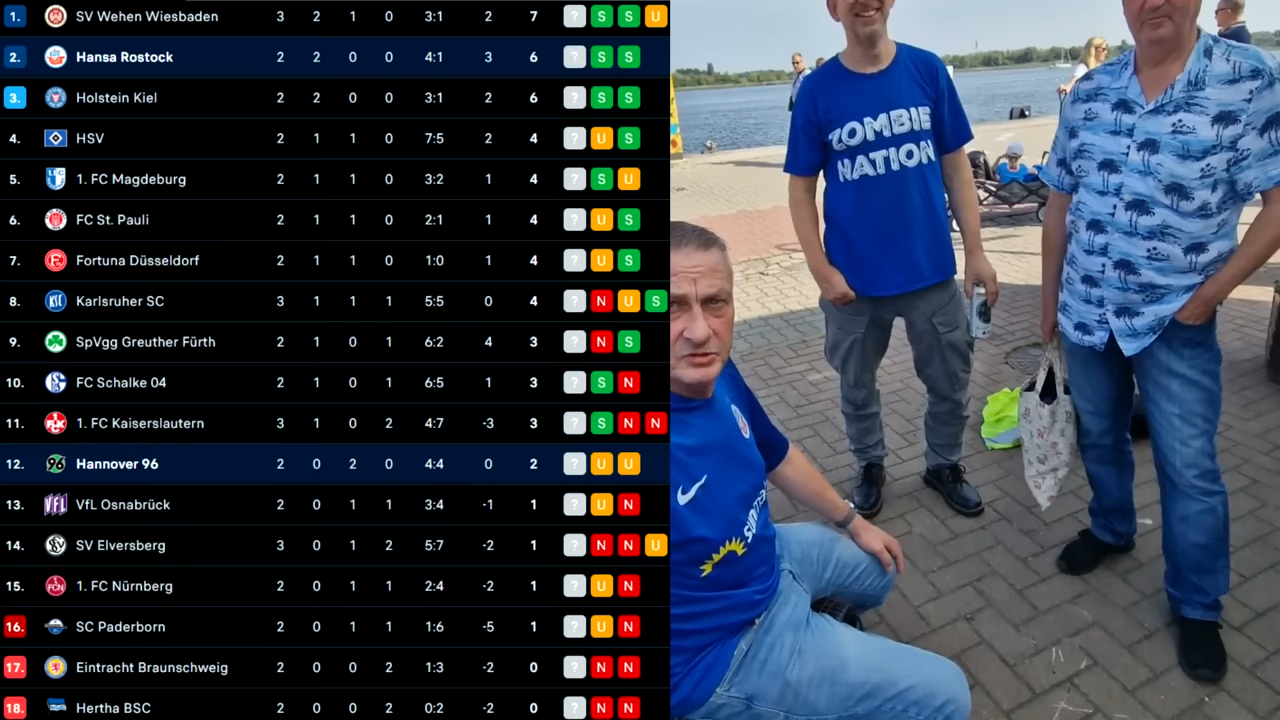 1. SV Wehen Wiesbaden 3 2 1 0 3:1 2 7 ? S S U
2. Hansa Rostock 2 2 0 0 4:1 3 6 ? S S
3. Holstein Kiel 2 2 0 0 3:1 2 6 ? S S
4. HSV 2 1 1 0 7:5 2 4 ? U S
5. 1. FC Magdeburg 2 1 1 0 3:2 1 4 ? S U
6. FC St. Pauli 2 1 1 0 2:1 1 4 ? U S
7. Fortuna Düsseldorf 2 1 1 0 1:0 1 4 ? U S
8. Karlsruher SC 3 1 1 1 5:5 0 4 ? N U S
9. SpVgg Greuther Fürth 2 1 0 1 6:2 4 3 ? N S
10. FC Schalke 04 2 1 0 1 6:5 1 3 ? S N
11. 1. FC Kaiserslautern 3 1 0 2 4:7 -3 3 ? S N N
12. 96 Hannover 96 2 0 2 0 4:4 0 2 ? U U
13. VFL VfL Osnabrück 2 0 1 1 3:4 -1 1 ? U N
14. SV Elversberg 3 0 1 2 5:7 -2 1 ? N N U
15. 1. FC Nürnberg 2 0 1 1 2:4 -2 1 ? U N
16. SC Paderborn 2 0 1 1 1:6 -5 1 ? U N
17. Eintracht Braunschweig 2 0 0 2 1:3 -2 0 ? N N
18. Hertha BSC 2 0 0 2 0:2 -2 0 ? N N
ZOMBIE
NATION